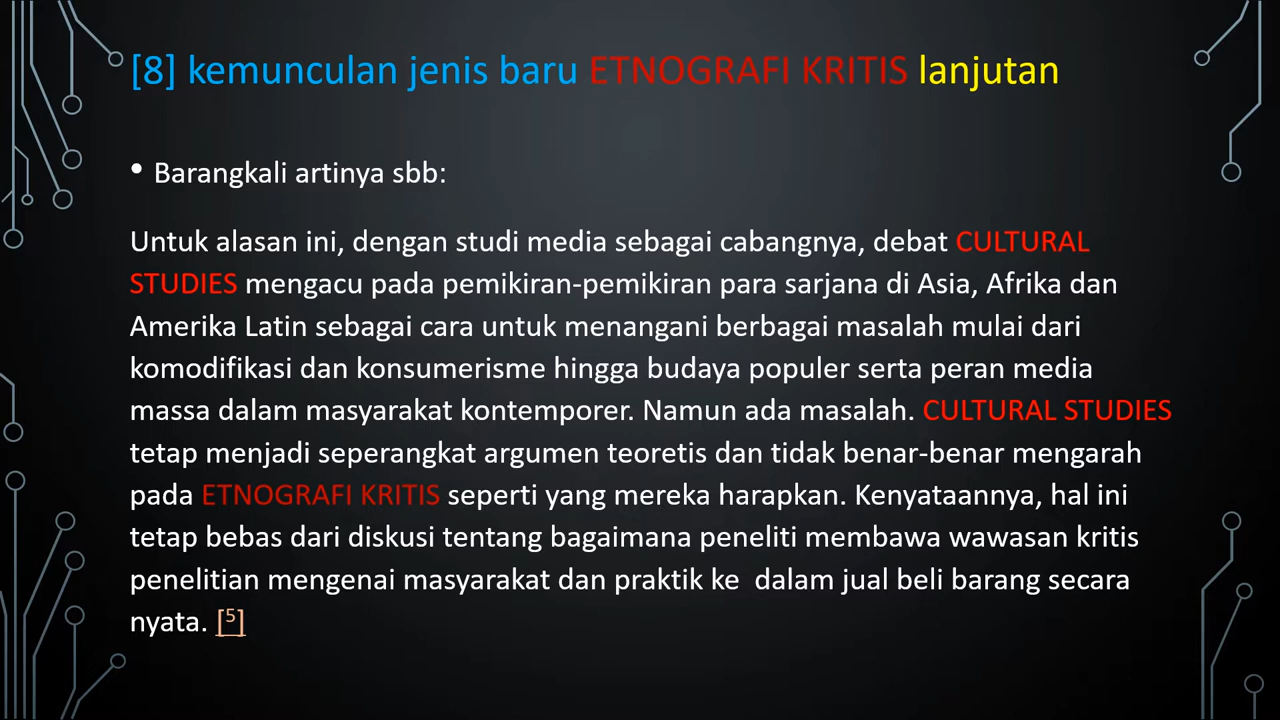 [8] kemunculan jenis baru ETNOGRAFI KRITIS lanjutan
• Barangkali artinya sbb:
Untuk alasan ini, dengan studi media sebagai cabangnya, debat CULTURAL
STUDIES mengacu pada pemikiran-pemikiran para sarjana di Asia, Afrika dan
Amerika Latin sebagai cara untuk menangani berbagai masalah mulai dari
komodifikasi dan konsumerisme hingga budaya populer serta peran media
massa dalam masyarakat kontemporer. Namun ada masalah. CULTURAL STUDIES
tetap menjadi seperangkat argumen teoretis dan tidak benar-benar mengarah
pada ETNOGRAFI KRITIS seperti yang mereka harapkan. Kenyataannya, hal ini
tetap bebas dari diskusi tentang bagaimana peneliti membawa wawasan kritis
penelitian mengenai masyarakat dan praktik ke  dalam jual beli barang secara
nyata. [5]